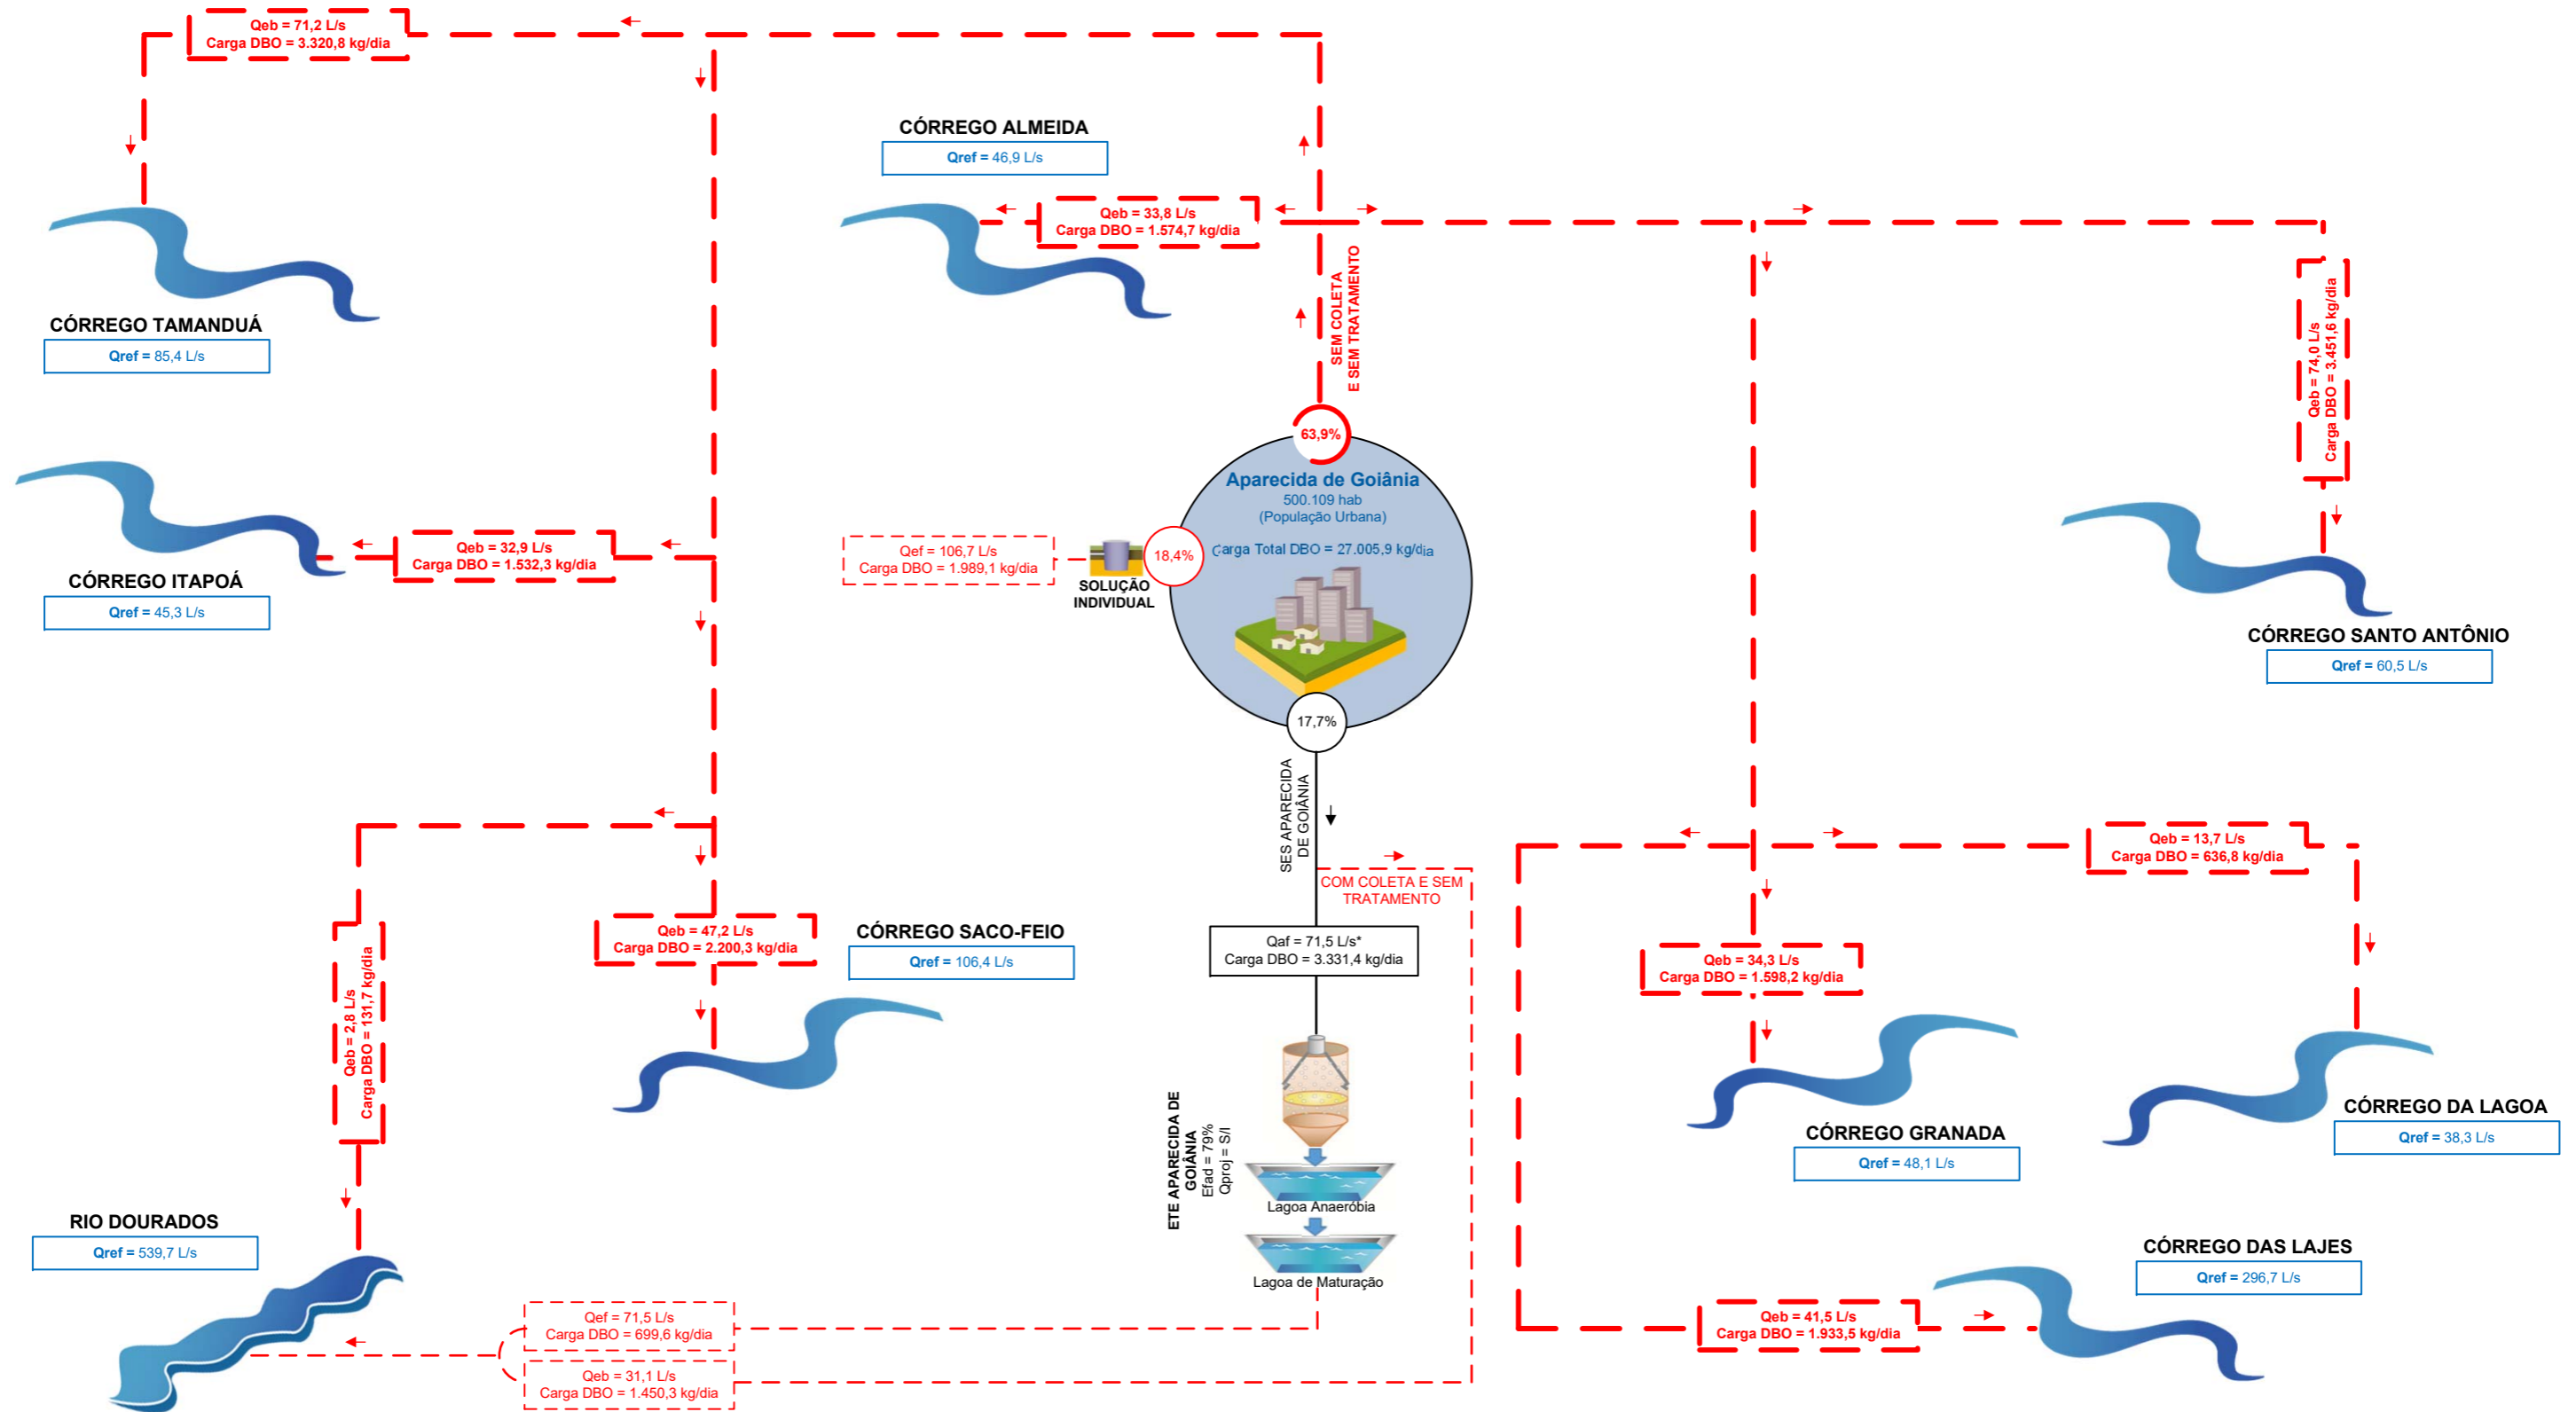 Qeb = 71,2 L/s
Carga DBO = 3.320,8 kg/dia
CÓRREGO ALMEIDA
Qref = 46,9 L/s
Qeb = 33,8 L/s
Carga DBO = 1.574,7 kg/dia
CÓRREGO TAMANDUÁ
Qref = 85,4 L/s
SEM COLETA
E SEM TRATAMENTO
Qeb = 74,0 L/s
Carga DBO = 3.451,6 kg/dia
63,9%
Aparecida de Goiânia
500.109 hab
(População Urbana)
Carga Total DBO = 27.005,9 kg/dia
18,4%
Qef = 106,7 L/s
Carga DBO = 1.989,1 kg/dia
SOLUÇÃO
INDIVIDUAL
Qeb = 32,9 L/s
Carga DBO = 1.532,3 kg/dia
CÓRREGO ITAPOÁ
Qref = 45,3 L/s
CÓRREGO SANTO ANTÔNIO
Qref = 60,5 L/s
17,7%
SES APARECIDA
DE GOIÂNIA
COM COLETA E SEM
TRATAMENTO
Qeb = 13,7 L/s
Carga DBO = 636,8 kg/dia
Qeb = 2,8 L/s
Carga DBO = 131,7 kg/dia
Qeb = 47,2 L/s
Carga DBO = 2.200,3 kg/dia
CÓRREGO SACO-FEIO
Qref = 106,4 L/s
Qaf = 71,5 L/s*
Carga DBO = 3.331,4 kg/dia
Qeb = 34,3 L/s
Carga DBO = 1.598,2 kg/dia
ETE APARECIDA DE
GOIÂNIA
Efad = 79%
Qproj = S/I
Lagoa Anaeróbia
Lagoa de Maturação
CÓRREGO GRANADA
Qref = 48,1 L/s
CÓRREGO DA LAGOA
Qref = 38,3 L/s
RIO DOURADOS
Qref = 539,7 L/s
CÓRREGO DAS LAJES
Qref = 296,7 L/s
Qef = 71,5 L/s
Carga DBO = 699,6 kg/dia
Qeb = 31,1 L/s
Carga DBO = 1.450,3 kg/dia
Qeb = 41,5 L/s
Carga DBO = 1.933,5 kg/dia